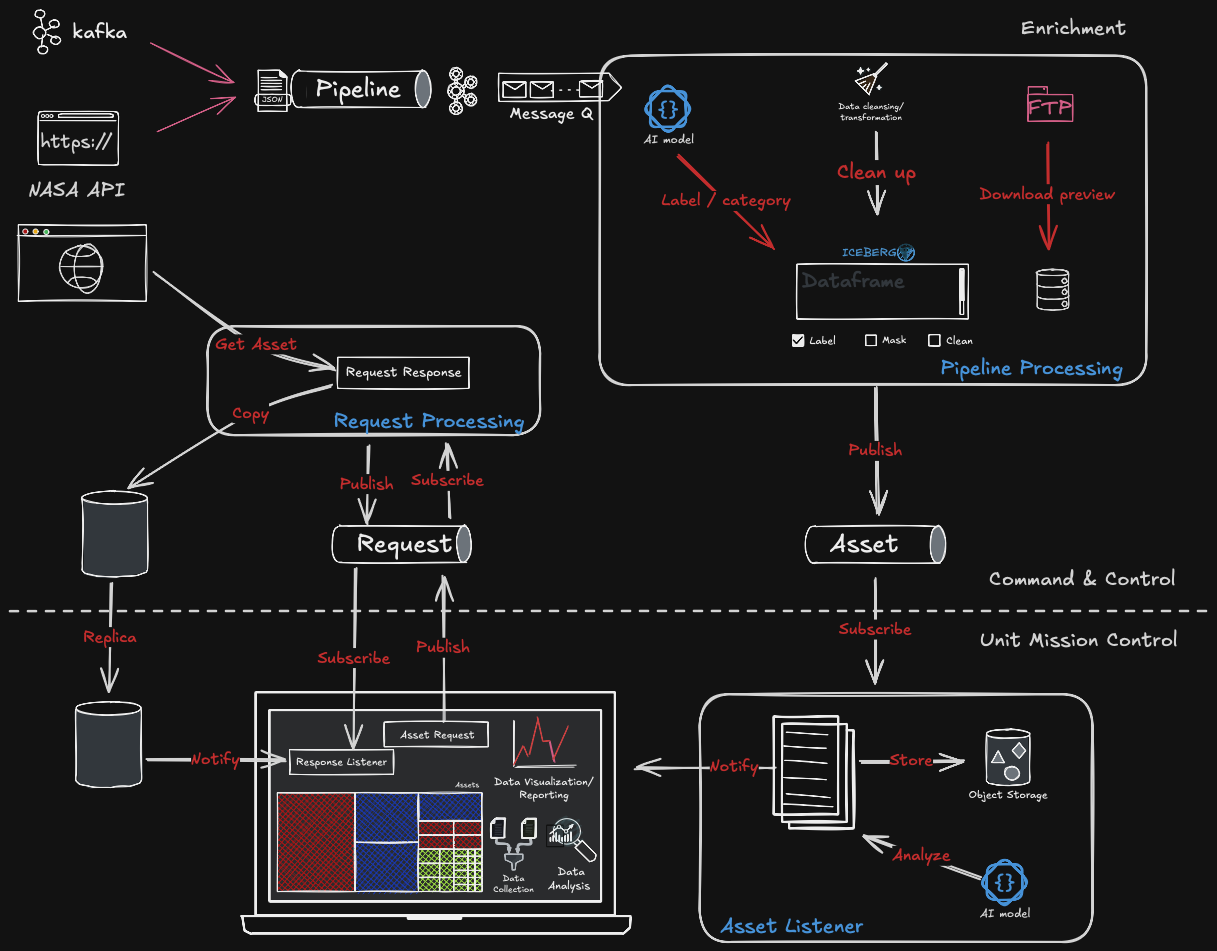 kafka
Enrichment
JSON
Pipeline
Message Q
https://
NASA API
AI model
Data cleansing/
transformation
FTP
Label / category
Clean up
Download preview
ICEBERG
Dataframe
Label
Mask
Clean
Pipeline Processing
Get Asset
Request Response
Copy
Request Processing
Publish
Subscribe
Publish
Request
Asset
Command & Control
Replica
Subscribe
Publish
Subscribe
Unit Mission Control
Notify
Asset Request
Response Listener
Assets
Data Visualization/
Reporting
Data
Collection
Data
Analysis
Notify
Store
Object Storage
Analyze
AI model
Asset Listener